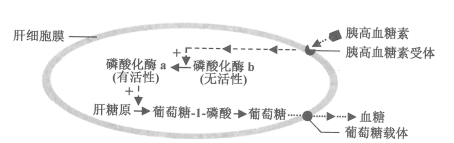 肝细胞膜
胰高血糖素
胰高血糖素受体
+
磷酸化酶 a
(有活性)
磷酸化酶 b
(无活性)
+
肝糖原
葡萄糖-1-磷酸
葡萄糖
血糖
葡萄糖载体